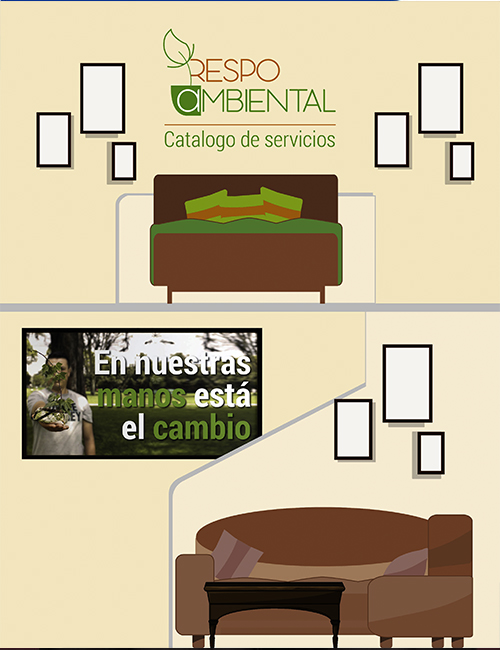 RESPO
aMBIENTAL
Catalogo de servicios
En nuestras
manos está
el cambio